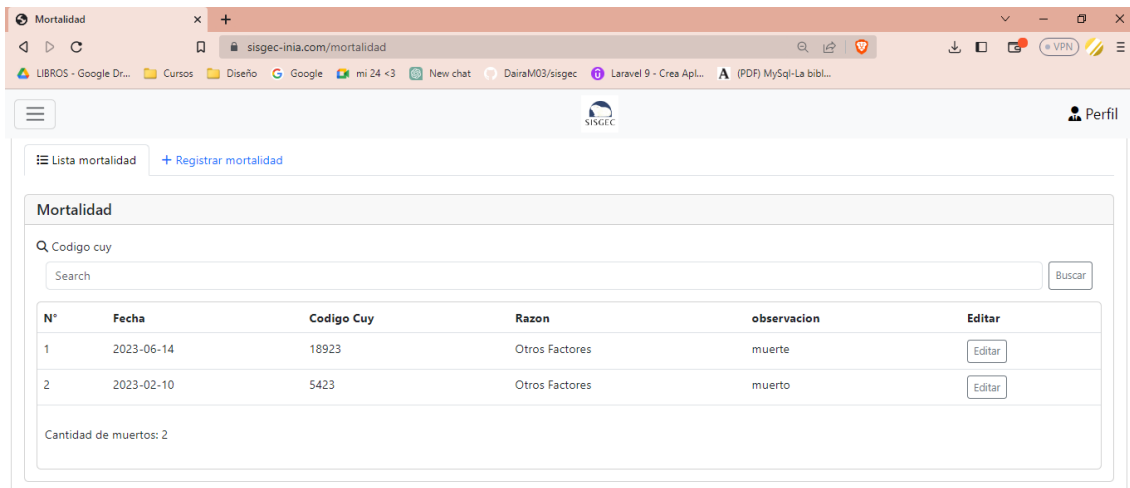 Mortalidad
sisgec-inia.com/mortalidad
VPN
LIBROS - Google Dr... Cursos Diseño Google mi 24 <3 New chat DairaM03/sisgec Laravel 9 - Crea Apl... (PDF) MySql-La bibl...
SISGEC
Perfil
Lista mortalidad + Registrar mortalidad
Mortalidad
Codigo cuy
Search Buscar
N° Fecha Codigo Cuy Razon observacion Editar
1 2023-06-14 18923 Otros Factores muerte Editar
2 2023-02-10 5423 Otros Factores muerto Editar
Cantidad de muertos: 2